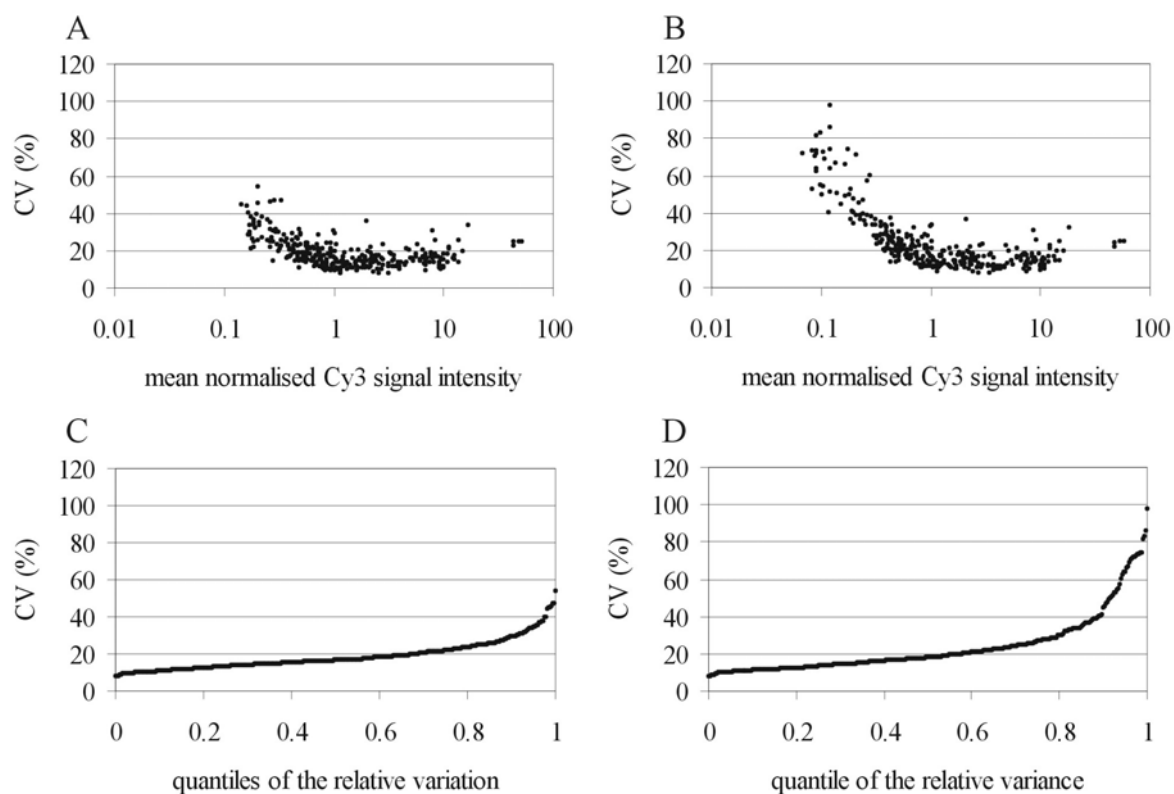 A
B
120
100
80
60
40
20
0
CV (%)
0.01 0.1 1 10 100
mean normalised Cy3 signal intensity
120
100
80
60
40
20
0
CV (%)
0.01 0.1 1 10 100
mean normalised Cy3 signal intensity
C
D
120
100
80
60
40
20
0
CV (%)
0 0.2 0.4 0.6 0.8 1
quantiles of the relative variation
120
100
80
60
40
20
0
CV (%)
0 0.2 0.4 0.6 0.8 1
quantile of the relative variance